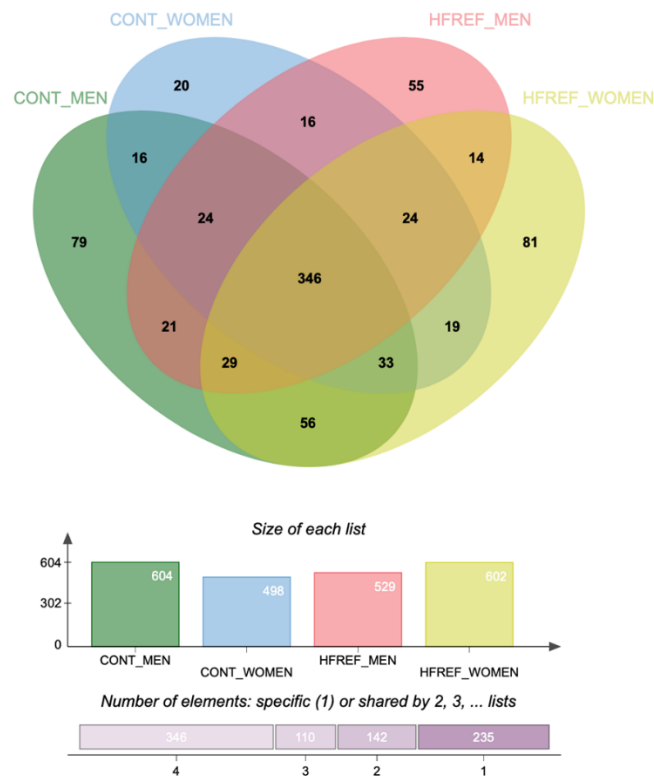 CONT_WOMEN HFREF_MEN
CONT_MEN HFREF_WOMEN
20 55
16 16 14
79 24 24 81
346
21 19
29 33
56
Size of each list
604
302
0
604 498 529 602
CONT_MEN CONT_WOMEN HFREF_MEN HFREF_WOMEN
Number of elements: specific (1) or shared by 2, 3, ... lists
346 110 142 235
4 3 2 1